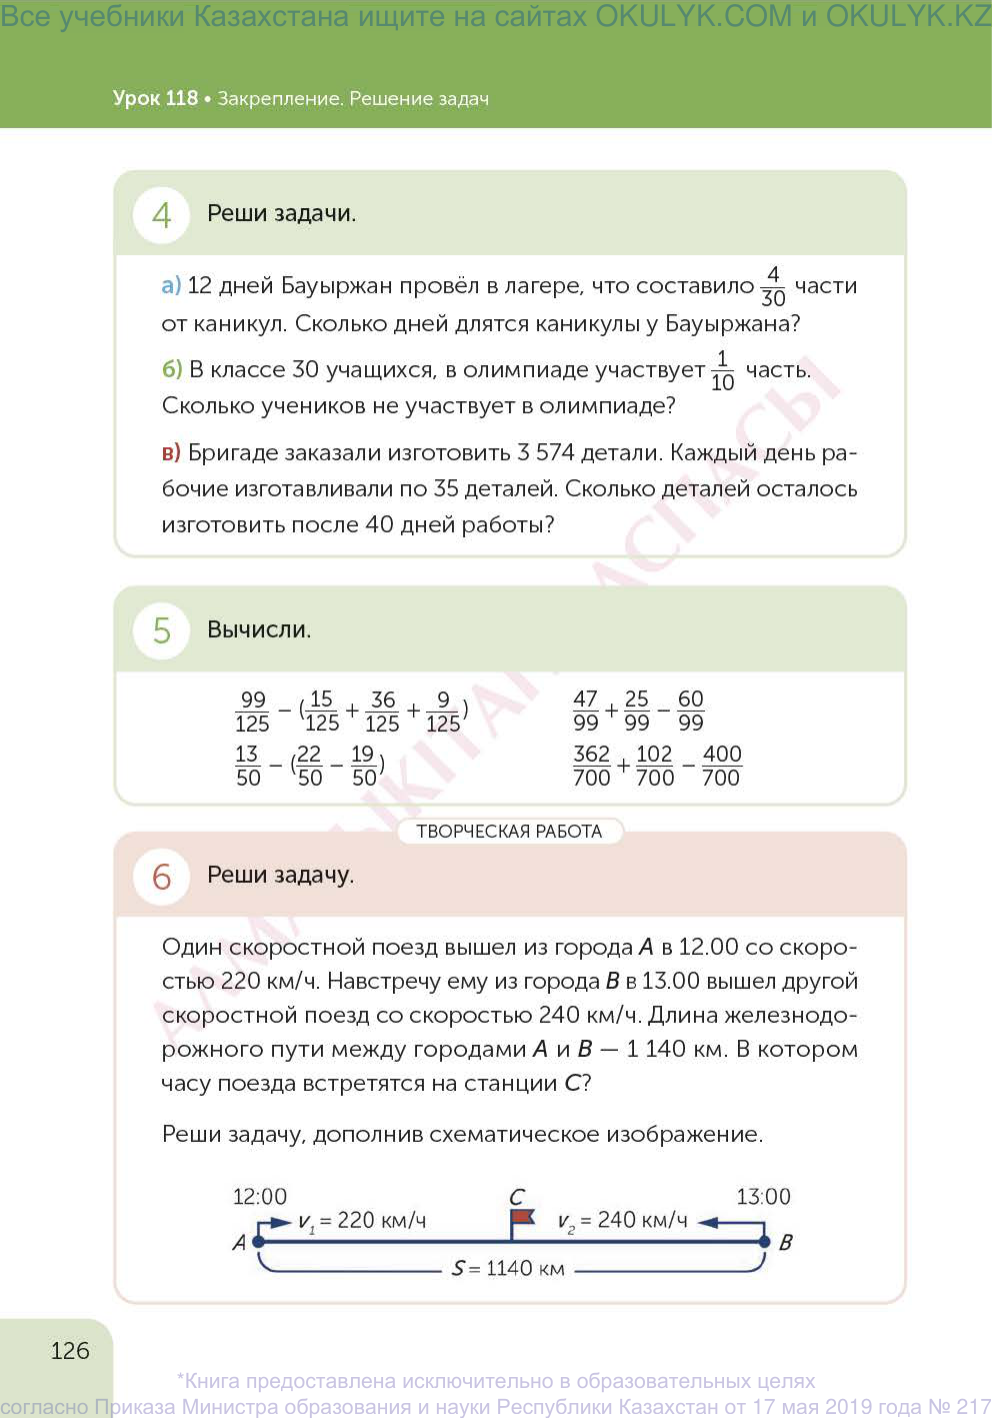 Все учебники Казахстана ищите на сайтах OKULYK.COM и OKULYK.KZ
Урок 118 • Закрепление. Решение задач
4 Реши задачи.
а) 12 дней Бауыржан провёл в лагере, что составило 4/30 части
от каникул. Сколько дней длятся каникулы у Бауыржана?
б) В классе 30 учащихся, в олимпиаде участвует 1/10 часть.
Сколько учеников не участвует в олимпиаде?
в) Бригаде заказали изготовить 3 574 детали. Каждый день ра-
бочие изготавливали по 35 деталей. Сколько деталей осталось
изготовить после 40 дней работы?
5 Вычисли.
99/125 – (15/125 + 36/125 + 9/125) 47/99 + 25/99 – 60/99
13/50 – (22/50 – 19/50) 362/700 + 102/700 – 400/700
ТВОРЧЕСКАЯ РАБОТА
6 Реши задачу.
Один скоростной поезд вышел из города А в 12.00 со скоро-
стью 220 км/ч. Навстречу ему из города В в 13.00 вышел другой
скоростной поезд со скоростью 240 км/ч. Длина железнодо-
рожного пути между городами А и В — 1 140 км. В котором
часу поезда встретятся на станции С?
Реши задачу, дополнив схематическое изображение.
12:00 C 13:00
v₁ = 220 км/ч v₂ = 240 км/ч
A B
S = 1140 км
126
*Книга предоставлена исключительно в образовательных целях
согласно Приказа Министра образования и науки Республики Казахстан от 17 мая 2019 года № 217